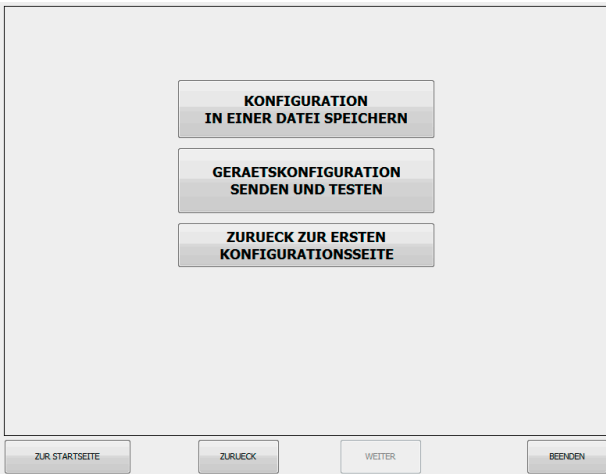 KONFIGURATION
IN EINER DATEI SPEICHERN
GERAETSKONFIGURATION
SENDEN UND TESTEN
ZURUECK ZUR ERSTEN
KONFIGURATIONSSEITE
ZUR STARTSEITE
ZURUECK
WEITER
BEENDEN